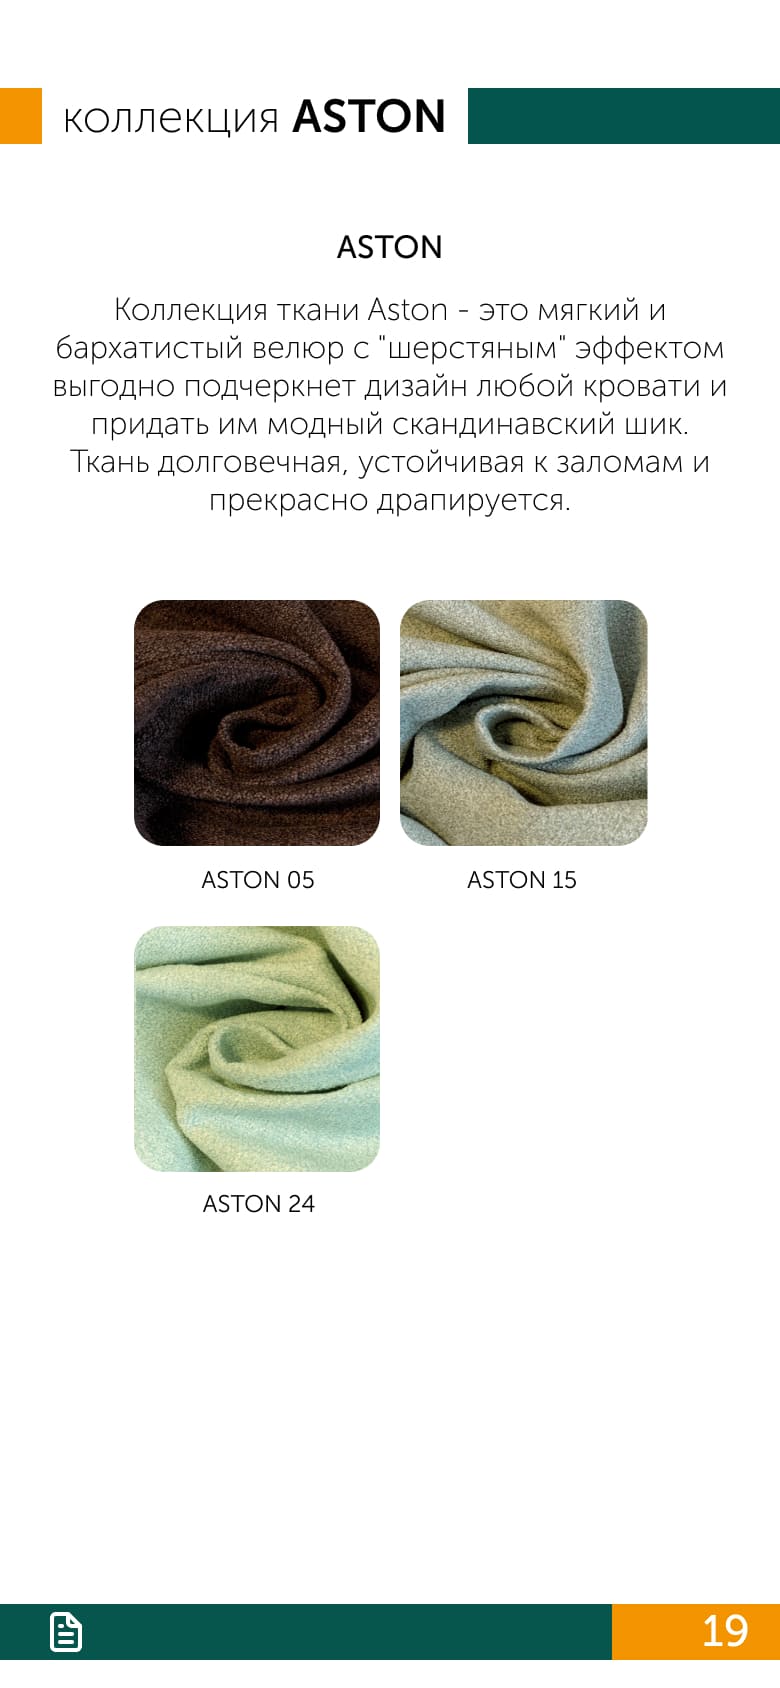 коллекция ASTON
ASTON
Коллекция ткани Aston - это мягкий и
бархатистый велюр с "шерстяным" эффектом
выгодно подчеркнет дизайн любой кровати и
придать им модный скандинавский шик.
Ткань долговечная, устойчивая к заломам и
прекрасно драпируется.
ASTON 05
ASTON 15
ASTON 24
19